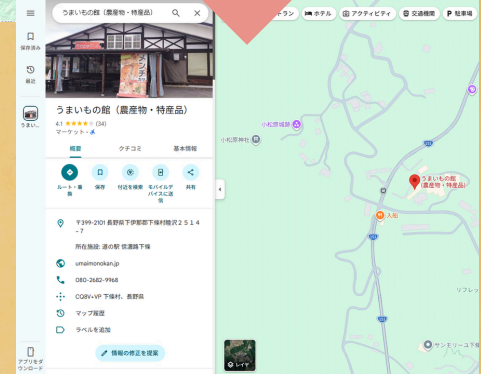 うまいもの館（農産物・特産品）
トラン
ホテル
アクティビティ
交通機関
駐車場
保存済み
最近
うまい...
メンチ
うまいもの館（農産物・特産品）
4.1 ★★★★☆ (34)
マーケット・
概要
クチコミ
基本情報
ルート・乗換
保存
付近を検索
モバイルデバイスに送信
共有
〒399-2101 長野県下伊那郡下條村睦沢２５１４
-７
所在施設: 道の駅 信濃路下條
umaimonokan.jp
080-2682-9968
CQ8V+VP 下條村、長野県
マップ履歴
ラベルを追加
情報の修正を提案
アプリをダウンロード
小松原城跡
小松原神社
うまいもの館
(農産物・特産品)
入船
リフレッ
サンモリーユ下條
レイヤ